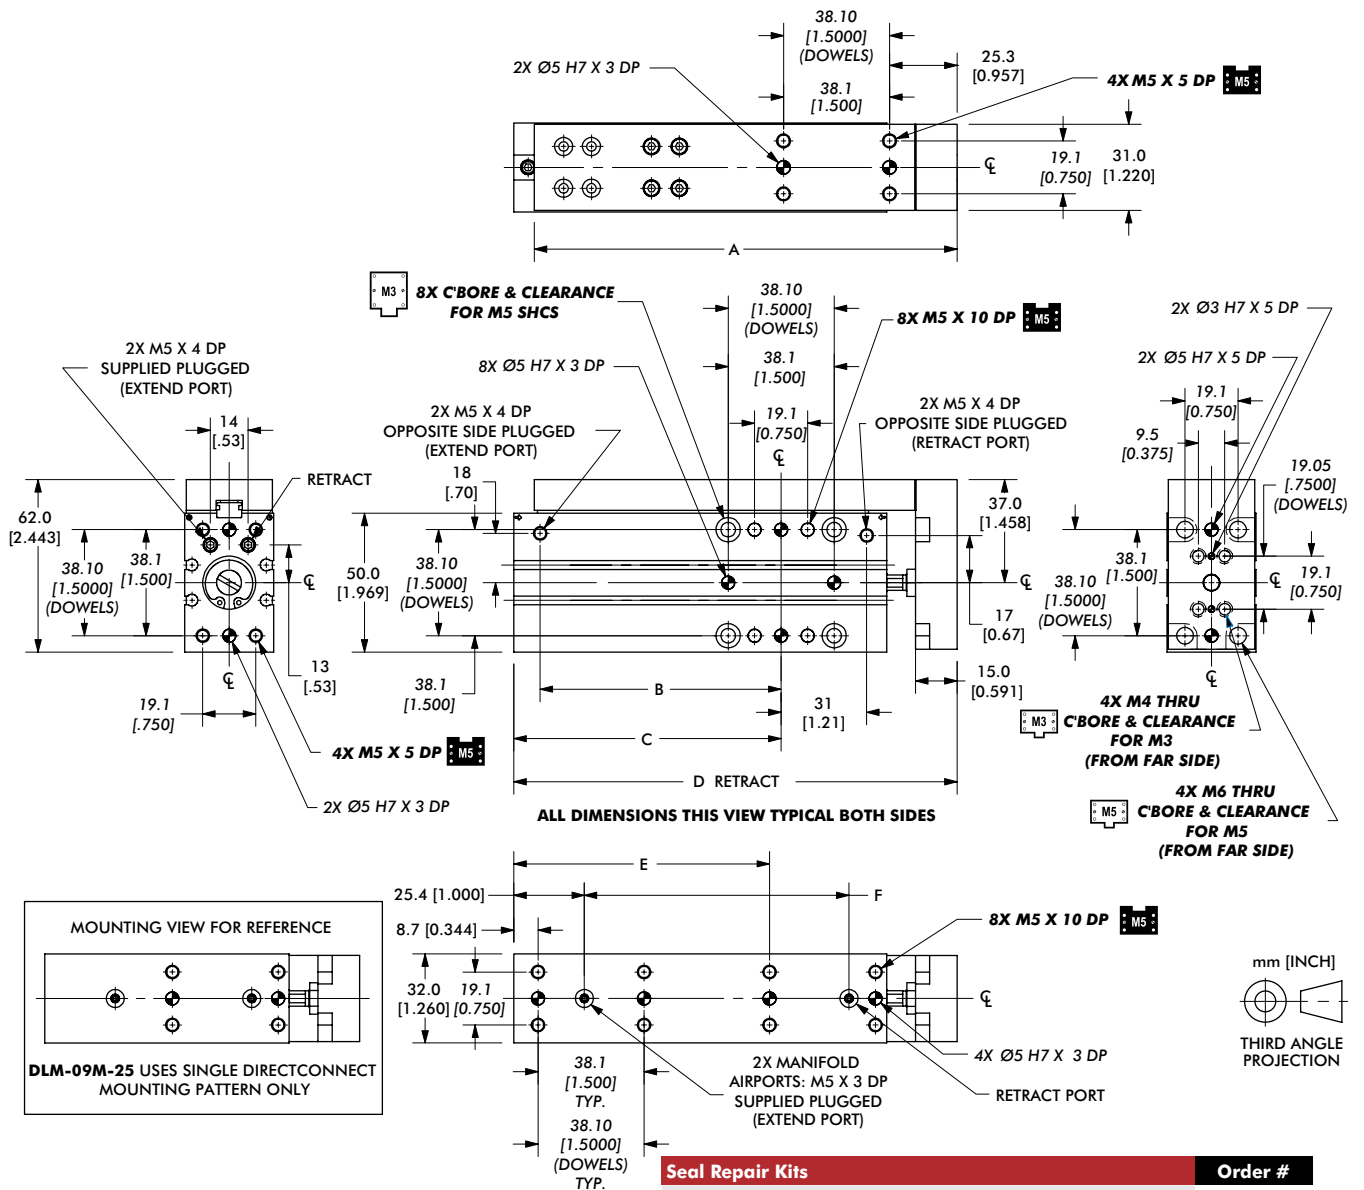 38.10
[1.5000]
(DOWELS)
25.3
[0.957]
2X Ø5 H7 X 3 DP
38.1
[1.500]
4X M5 X 5 DP M5
19.1
[0.750]
31.0
[1.220]
℄
A
M3 8X C'BORE & CLEARANCE
FOR M5 SHCS
38.10
[1.5000]
(DOWELS)
8X M5 X 10 DP M5
2X Ø3 H7 X 5 DP
2X M5 X 4 DP
SUPPLIED PLUGGED
(EXTEND PORT)
8X Ø5 H7 X 3 DP
38.1
[1.500]
2X Ø5 H7 X 5 DP
14
[.53]
2X M5 X 4 DP
OPPOSITE SIDE PLUGGED
(EXTEND PORT)
19.1
[0.750]
℄
2X M5 X 4 DP
OPPOSITE SIDE PLUGGED
(RETRACT PORT)
19.1
[0.750]
9.5
[0.375]
RETRACT
18
[.70]
19.05
[.7500]
(DOWELS)
62.0
[2.443]
37.0
[1.458]
38.10
[1.5000]
(DOWELS)
38.1
[1.500]
℄
50.0
[1.969]
38.10
[1.5000]
(DOWELS)
℄
38.1
[1.500]
38.10
[1.5000]
(DOWELS)
℄
19.1
[0.750]
17
[0.67]
13
[.53]
℄
19.1
[.750]
38.1
[1.500]
B
31
[1.21]
15.0
[0.591]
℄
C
4X M4 THRU
M3 C'BORE & CLEARANCE
FOR M3
(FROM FAR SIDE)
4X M5 X 5 DP M5
D RETRACT
2X Ø5 H7 X 3 DP
ALL DIMENSIONS THIS VIEW TYPICAL BOTH SIDES
4X M6 THRU
M5 C'BORE & CLEARANCE
FOR M5
(FROM FAR SIDE)
E
25.4 [1.000]
F
8.7 [0.344]
8X M5 X 10 DP M5
MOUNTING VIEW FOR REFERENCE
32.0
[1.260]
19.1
[0.750]
℄
mm [INCH]
THIRD ANGLE
PROJECTION
DLM-09M-25 USES SINGLE DIRECTCONNECT
MOUNTING PATTERN ONLY
38.1
[1.500]
TYP.
2X MANIFOLD
AIRPORTS: M5 X 3 DP
SUPPLIED PLUGGED
(EXTEND PORT)
4X Ø5 H7 X 3 DP
RETRACT PORT
38.10
[1.5000]
(DOWELS)
TYP.
Seal Repair Kits Order #